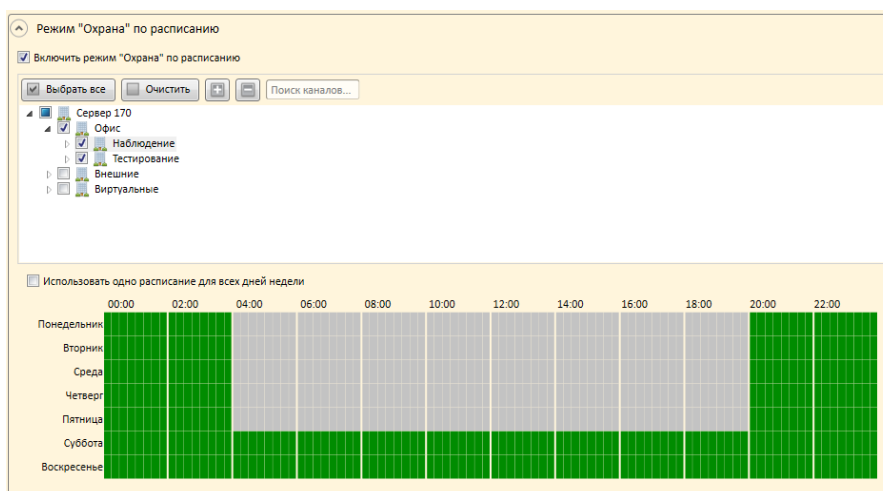 Режим "Охрана" по расписанию
Включить режим "Охрана" по расписанию
Выбрать все Очистить Поиск каналов...
Сервер 170
Офис
Наблюдение
Тестирование
Внешние
Виртуальные
Использовать одно расписание для всех дней недели
00:00 02:00 04:00 06:00 08:00 10:00 12:00 14:00 16:00 18:00 20:00 22:00
Понедельник
Вторник
Среда
Четверг
Пятница
Суббота
Воскресенье